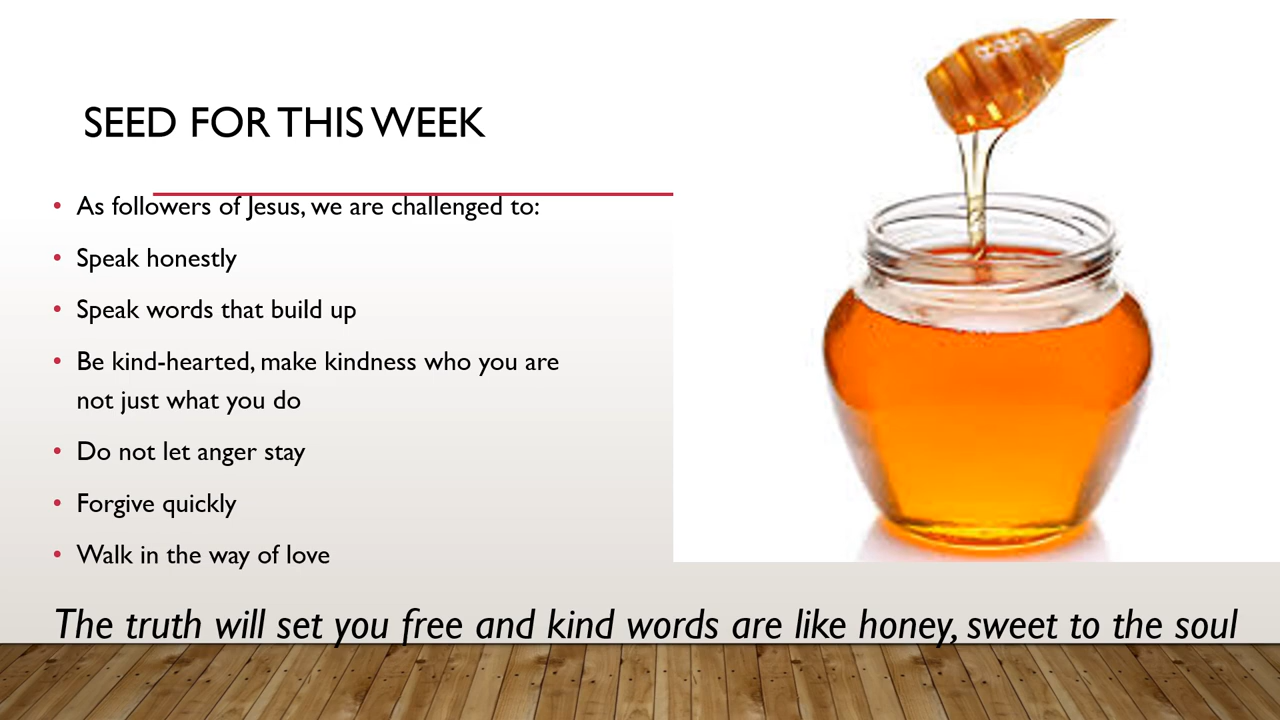 SEED FOR THIS WEEK
• As followers of Jesus, we are challenged to:
• Speak honestly
• Speak words that build up
• Be kind-hearted, make kindness who you are
not just what you do
• Do not let anger stay
• Forgive quickly
• Walk in the way of love
The truth will set you free and kind words are like honey, sweet to the soul